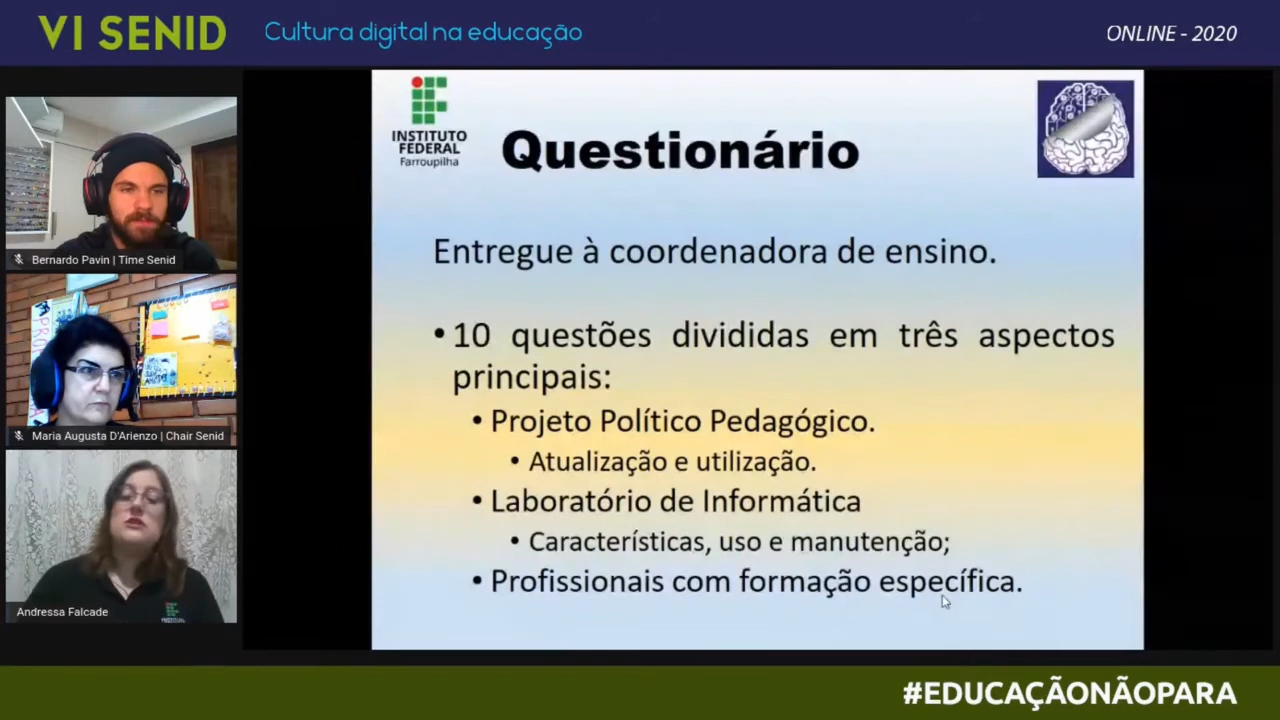 VI SENID
Cultura digital na educação
ONLINE - 2020
INSTITUTO
FEDERAL
Farroupilha
Questionário
Entregue à coordenadora de ensino.
• 10 questões divididas em três aspectos
principais:
• Projeto Político Pedagógico.
• Atualização e utilização.
• Laboratório de Informática
• Características, uso e manutenção;
• Profissionais com formação específica.
Bernardo Pavin | Time Senid
Maria Augusta D'Arienzo | Chair Senid
Andressa Falcade
#EDUCAÇÃONÃOPARA